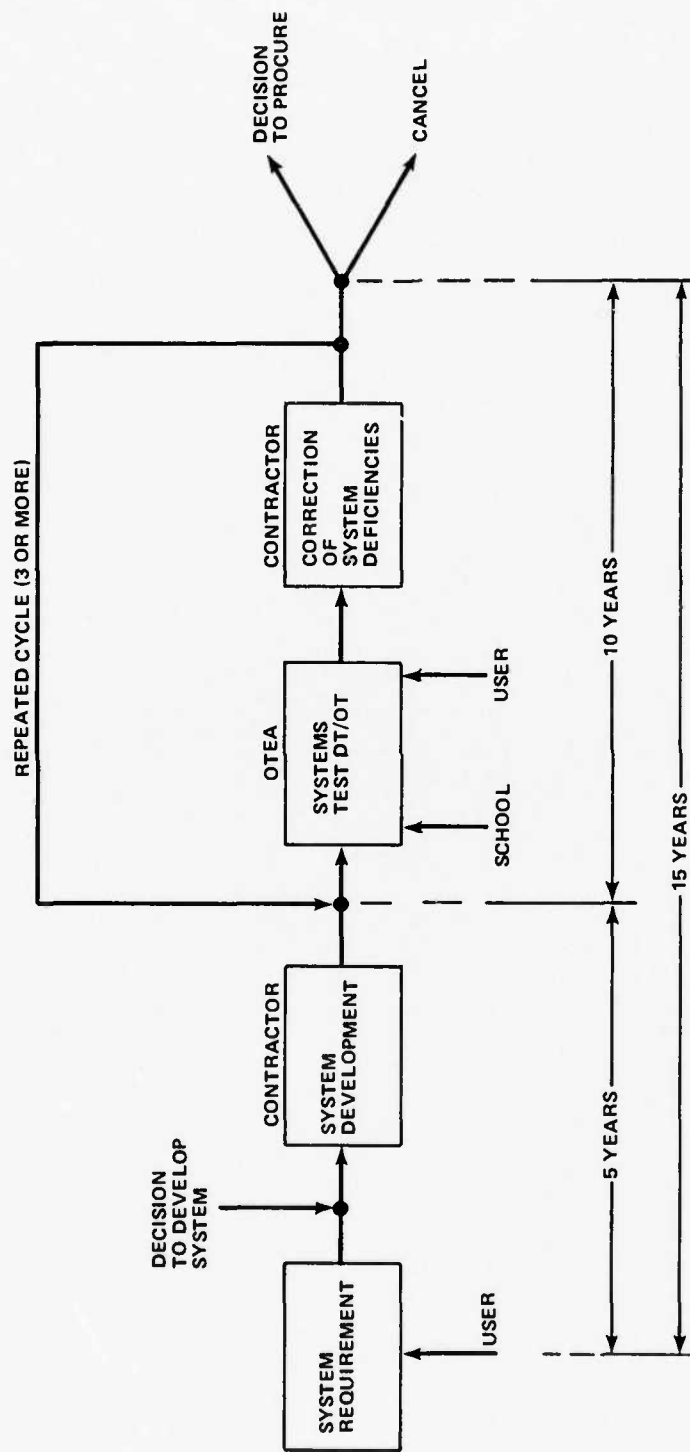 REPEATED CYCLE (3 OR MORE)
DECISION
TO DEVELOP
SYSTEM
SYSTEM
REQUIREMENT
USER
CONTRACTOR
SYSTEM
DEVELOPMENT
OTEA
SYSTEMS
TEST DT/OT
SCHOOL
USER
CONTRACTOR
CORRECTION
OF
SYSTEM
DEFICIENCIES
DECISION
TO PROCURE
CANCEL
5 YEARS
10 YEARS
15 YEARS